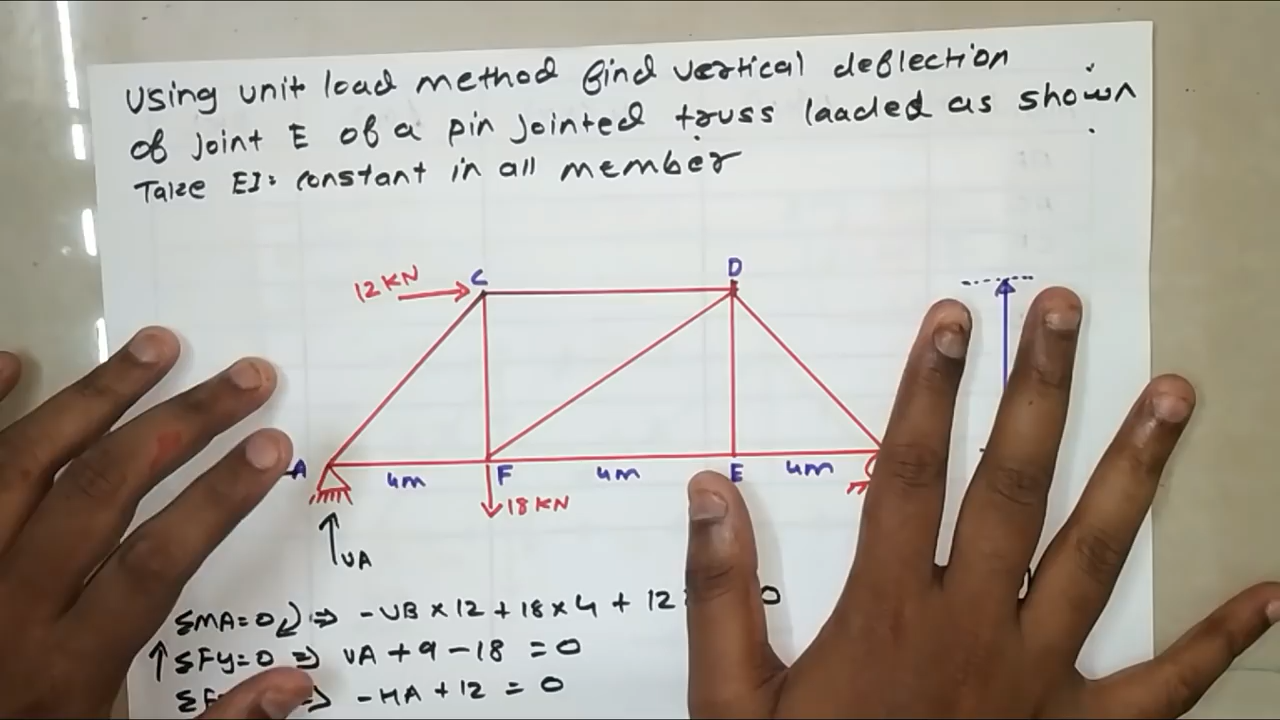 Using unit load method find vertical deflection
of joint E of a pin jointed truss loaded as shown
Take EI= constant in all member
12 KN
C
D
A
4m
F
4m
E
4m
18 KN
VA
ΣMA=0 ⇒ -VB × 12 + 18 × 4 + 12
0
↑ ΣFy=0 ⇒ VA + 9 - 18 = 0
-HA + 12 = 0